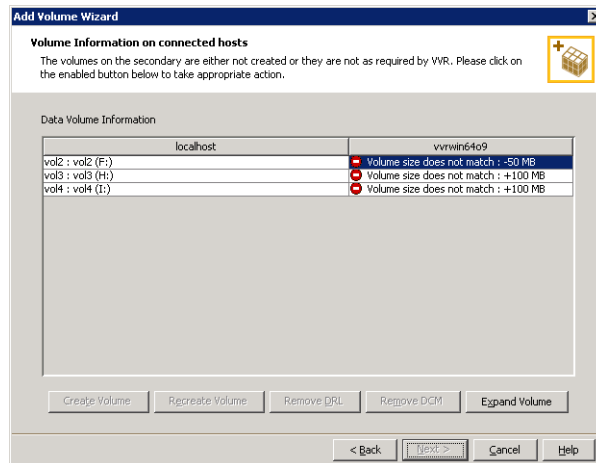 Add Volume Wizard
Volume Information on connected hosts
The volumes on the secondary are either not created or they are not as required by VVR. Please click on
the enabled button below to take appropriate action.
Data Volume Information
localhost vvrwin64o9
vol2 : vol2 (F:) Volume size does not match : -50 MB
vol3 : vol3 (H:) Volume size does not match : +100 MB
vol4 : vol4 (I:) Volume size does not match : +100 MB
Create Volume Recreate Volume Remove DRL Remove DCM Expand Volume
< Back Next > Cancel Help